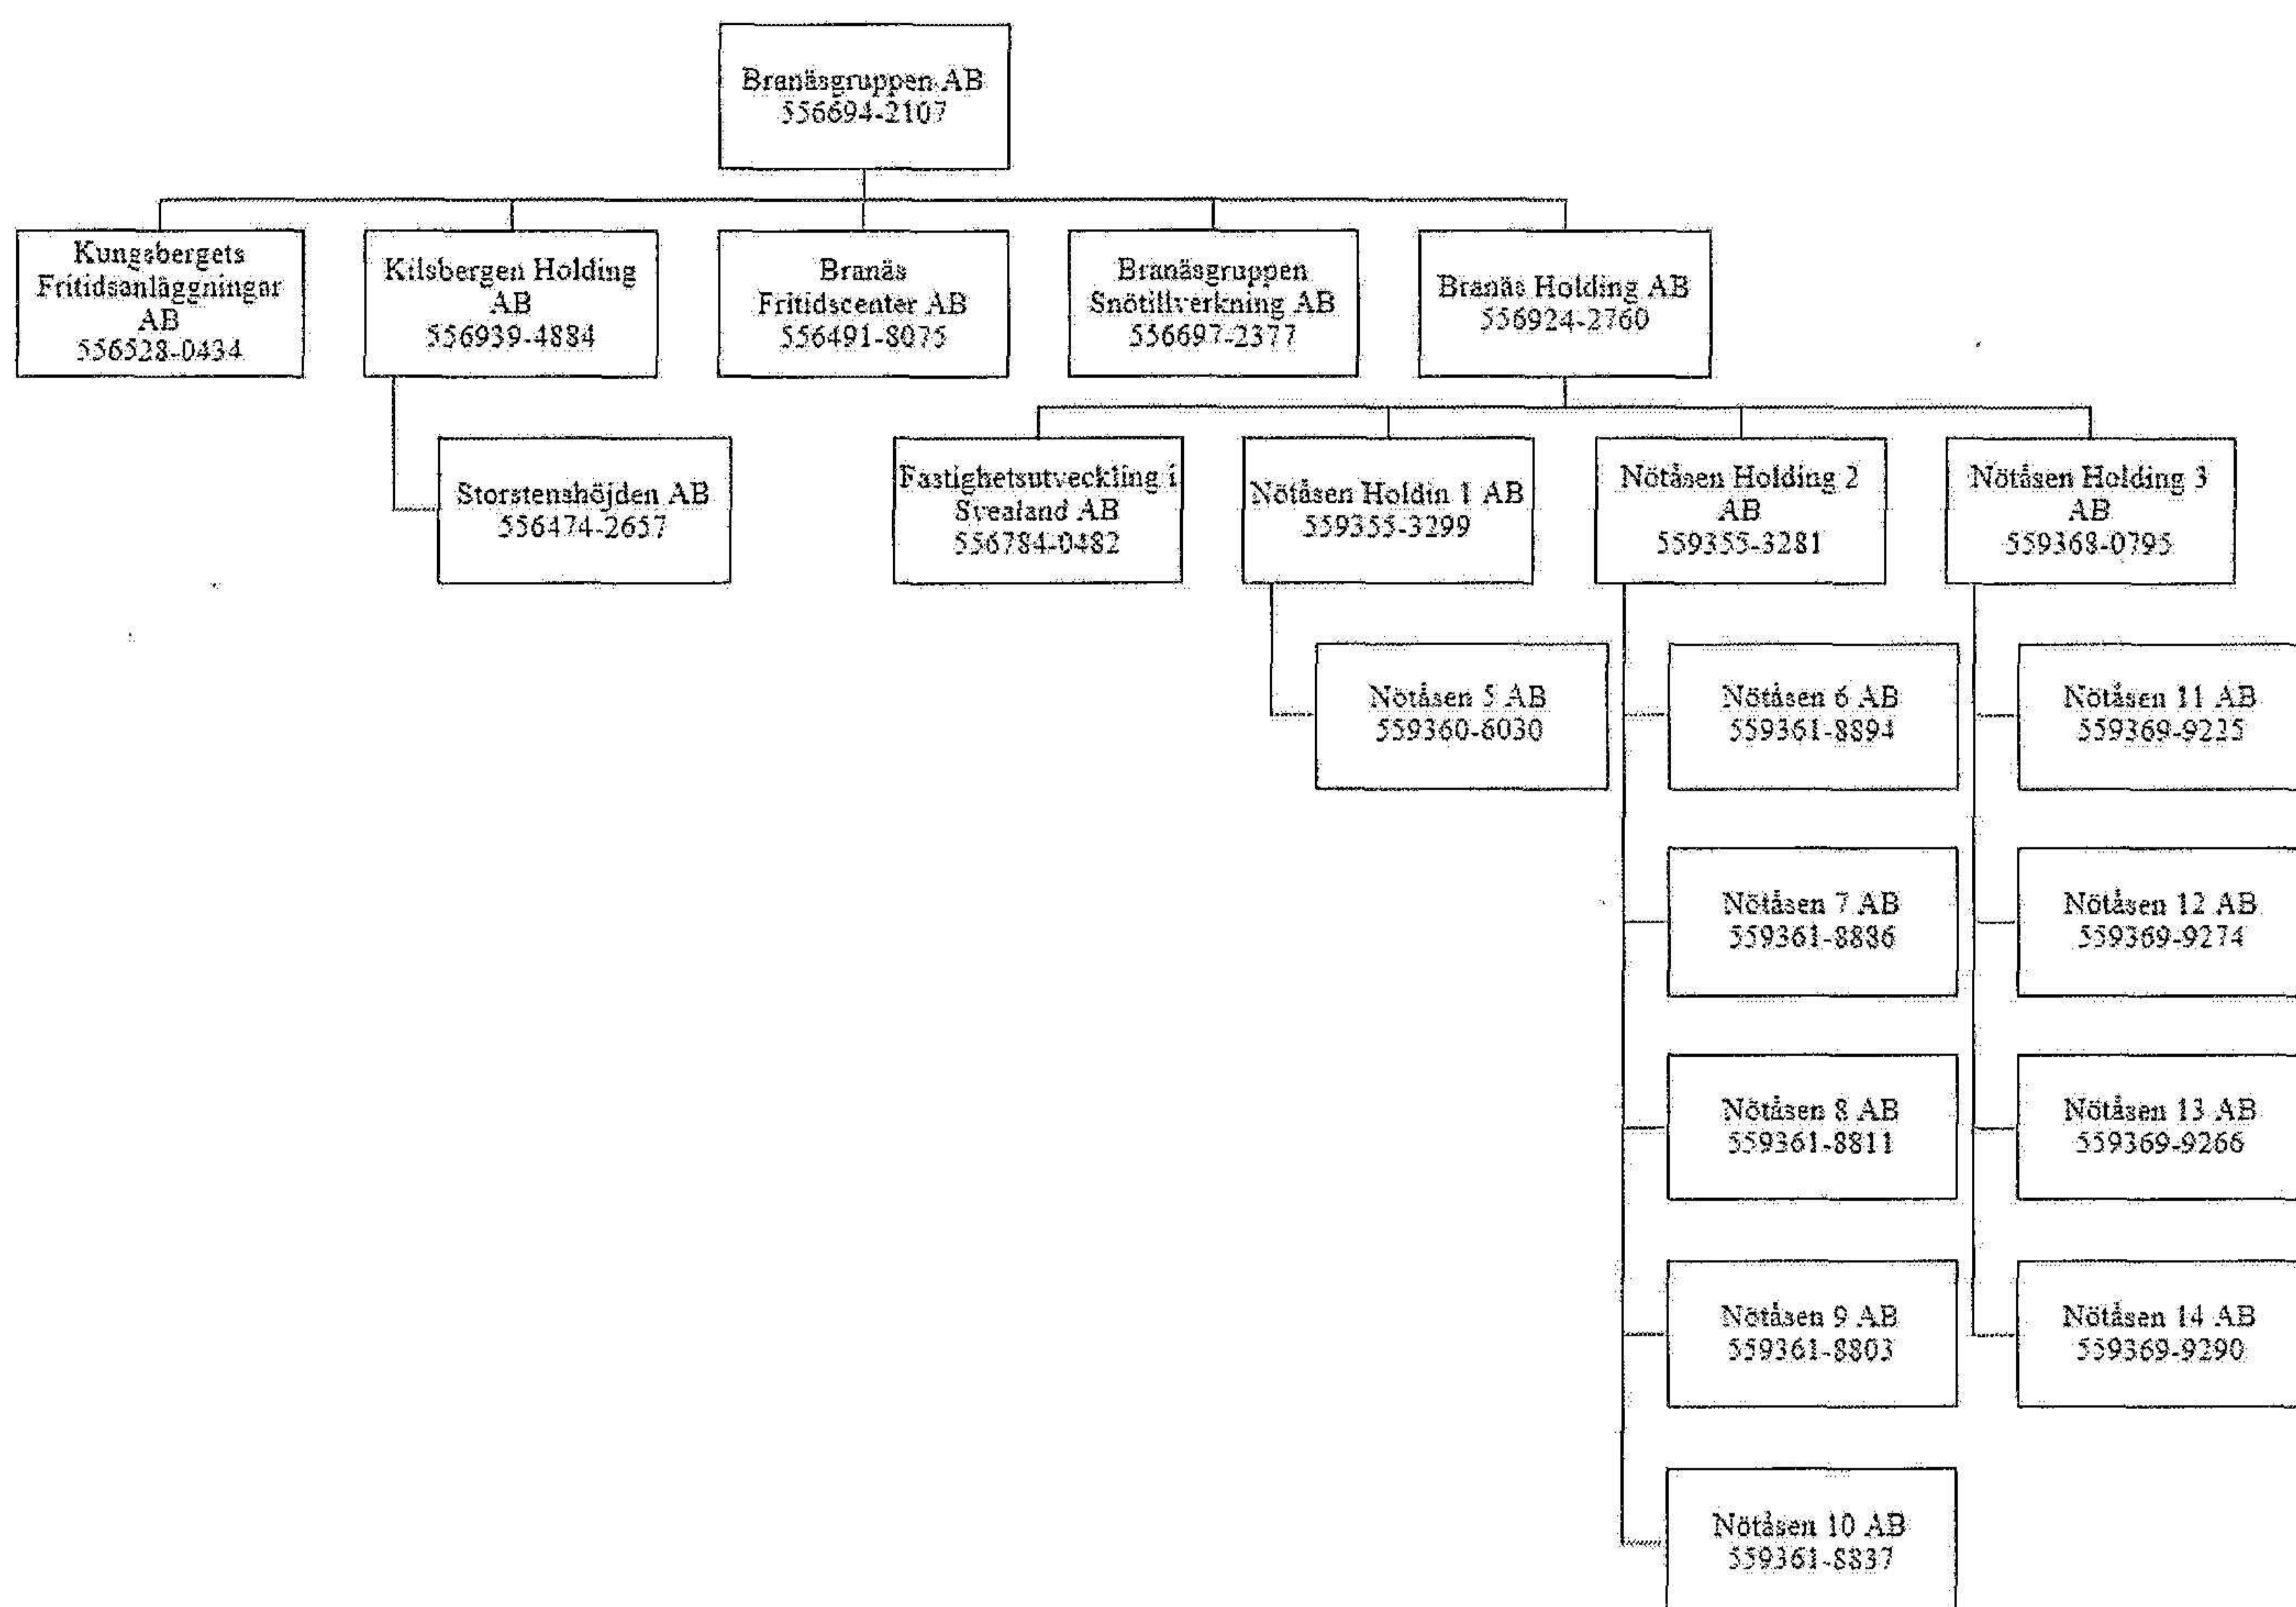 Branäsgruppen AB
556694-2107
Kungsbergets
Fritidsanläggningar
AB
556528-0434
Kilsbergen Holding
AB
556939-4884
Branäs
Fritidscenter AB
556491-8075
Branäsgruppen
Snötillverkning AB
556697-2377
Branäs Holding AB
556924-2760
Storstenshöjden AB
556474-2657
Fastighetsutveckling i
Svealand AB
556784-0482
Nötåsen Holdin 1 AB
559355-3299
Nötåsen Holding 2
AB
559355-3281
Nötåsen Holding 3
AB
559368-0795
Nötåsen 5 AB
559360-6030
Nötåsen 6 AB
559361-8894
Nötåsen 11 AB
559369-9225
Nötåsen 7 AB
559361-8886
Nötåsen 12 AB
559369-9274
Nötåsen 8 AB
559361-8811
Nötåsen 13 AB
559369-9266
Nötåsen 9 AB
559361-8803
Nötåsen 14 AB
559369-9290
Nötåsen 10 AB
559361-8837